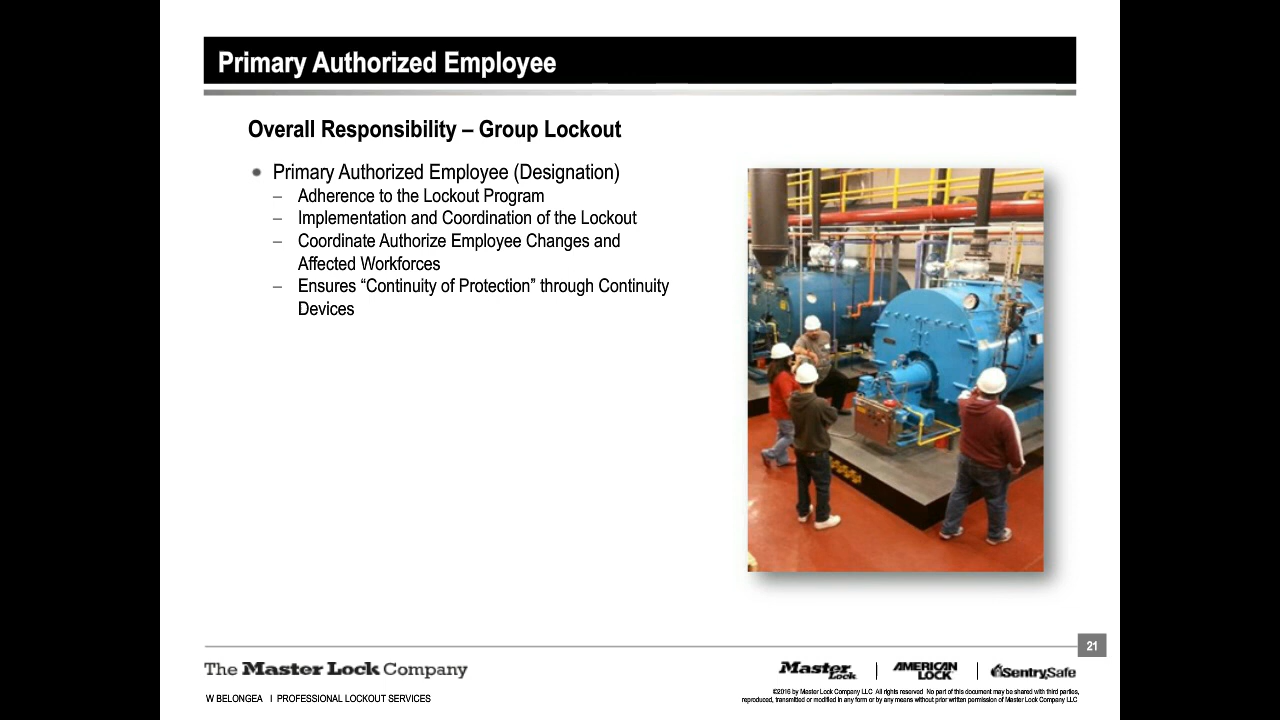 Primary Authorized Employee
Overall Responsibility – Group Lockout
Primary Authorized Employee (Designation)
– Adherence to the Lockout Program
– Implementation and Coordination of the Lockout
– Coordinate Authorize Employee Changes and
Affected Workforces
– Ensures “Continuity of Protection” through Continuity
Devices
21
The Master Lock Company
Master Lock | AMERICAN LOCK | SentrySafe
W BELONGEA I PROFESSIONAL LOCKOUT SERVICES
©2016 by Master Lock Company LLC All rights reserved No part of this document may be shared with third parties,
reproduced, transmitted or modified in any form or by any means without prior written permission of Master Lock Company LLC